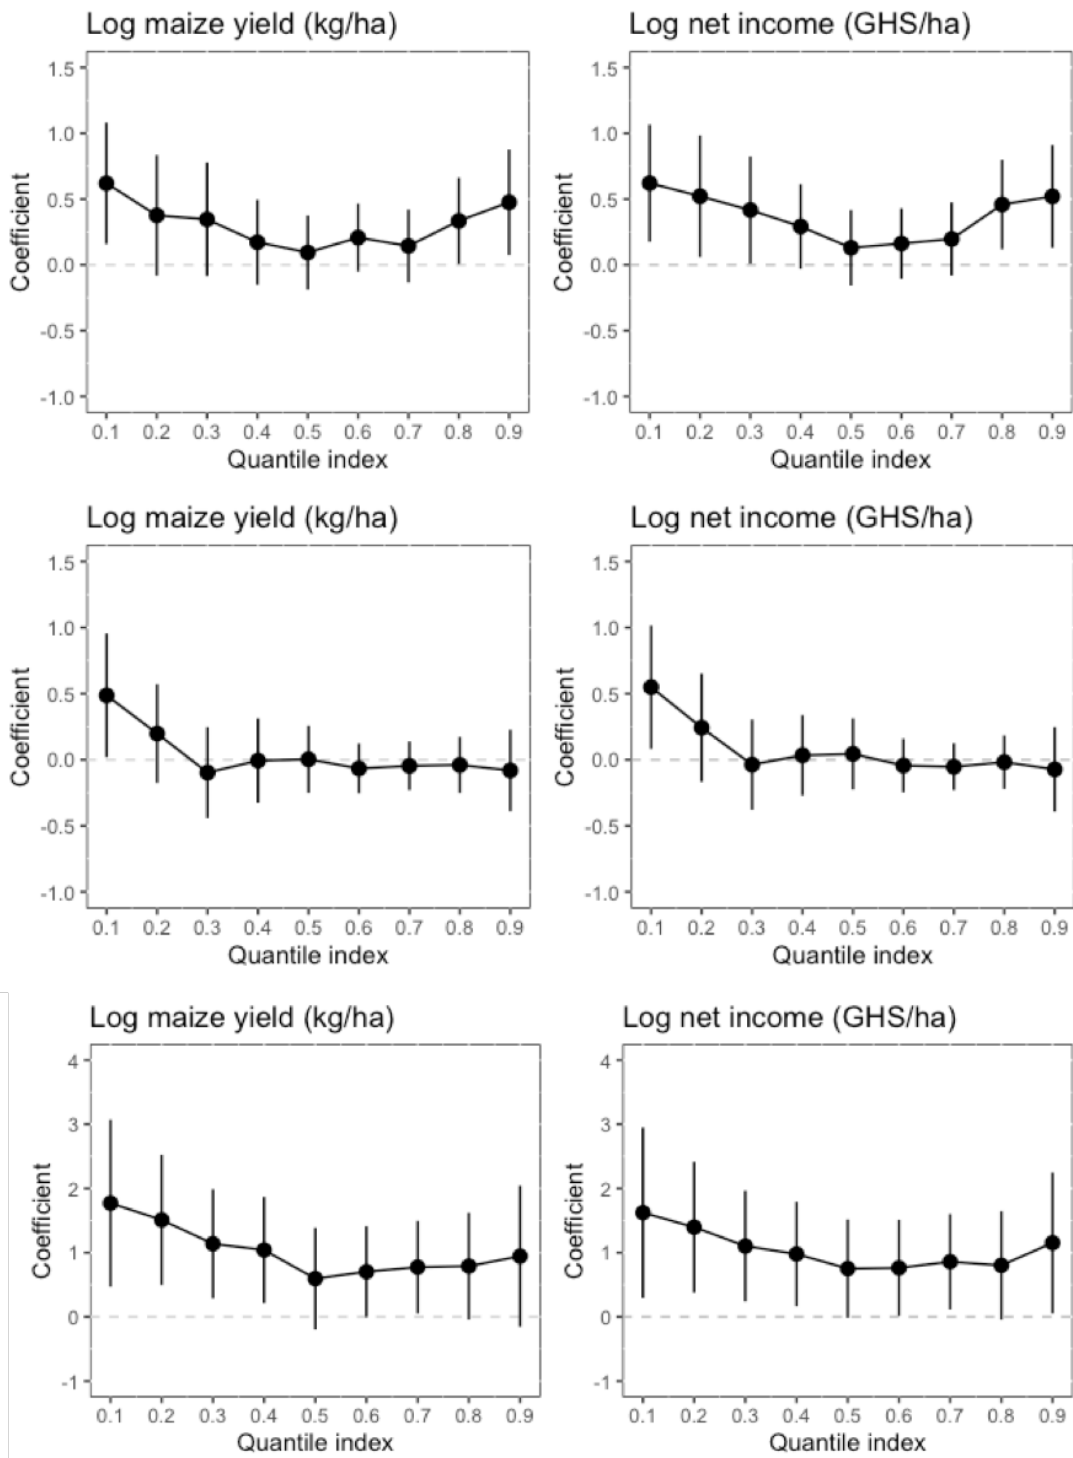 Log maize yield (kg/ha) Log net income (GHS/ha)
1.5 1.5
1.0 1.0
0.5 0.5
0.0 0.0
-0.5 -0.5
-1.0 -1.0
Coefficient Coefficient
0.1 0.2 0.3 0.4 0.5 0.6 0.7 0.8 0.9 0.1 0.2 0.3 0.4 0.5 0.6 0.7 0.8 0.9
Quantile index Quantile index
Log maize yield (kg/ha) Log net income (GHS/ha)
1.5 1.5
1.0 1.0
0.5 0.5
0.0 0.0
-0.5 -0.5
-1.0 -1.0
Coefficient Coefficient
0.1 0.2 0.3 0.4 0.5 0.6 0.7 0.8 0.9 0.1 0.2 0.3 0.4 0.5 0.6 0.7 0.8 0.9
Quantile index Quantile index
Log maize yield (kg/ha) Log net income (GHS/ha)
4 4
3 3
2 2
1 1
0 0
-1 -1
Coefficient Coefficient
0.1 0.2 0.3 0.4 0.5 0.6 0.7 0.8 0.9 0.1 0.2 0.3 0.4 0.5 0.6 0.7 0.8 0.9
Quantile index Quantile index